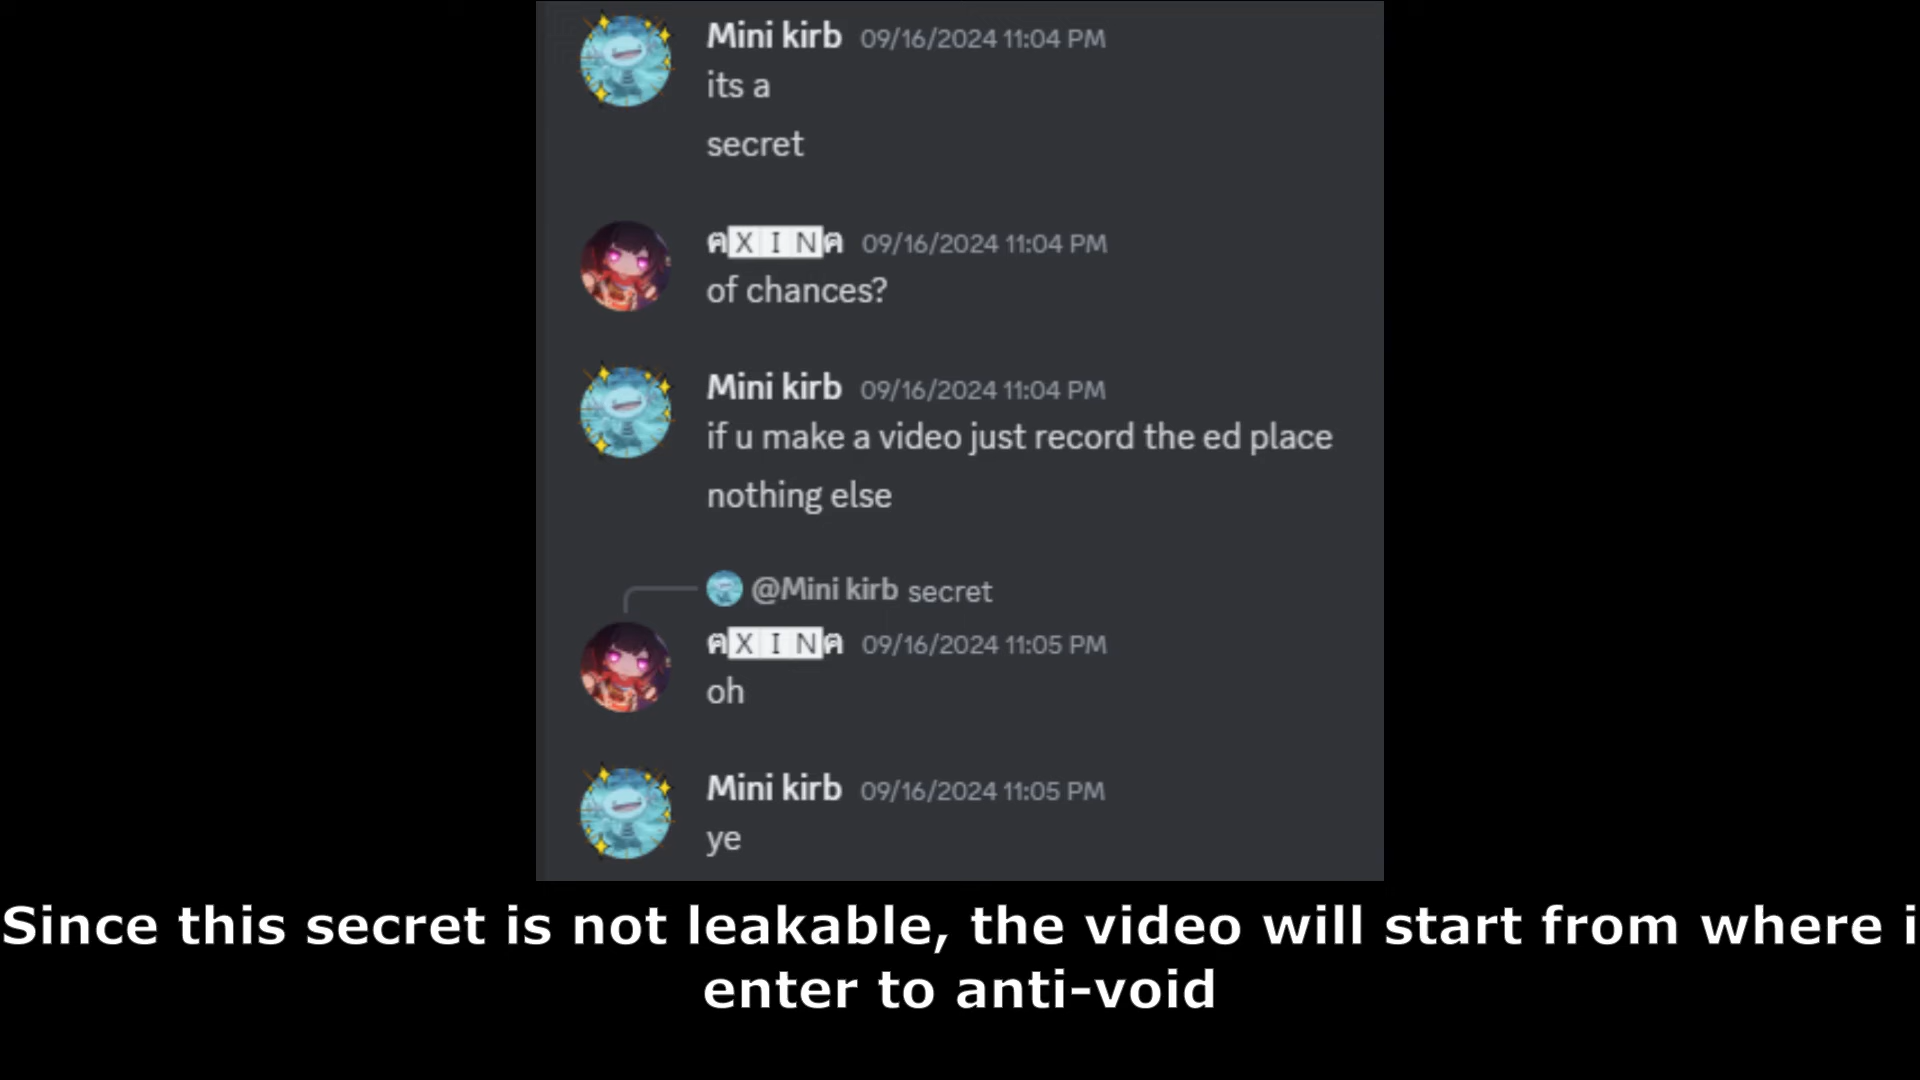 Mini kirb 09/16/2024 11:04 PM
its a
secret
ฅ🅇🄸🄽ฅ 09/16/2024 11:04 PM
of chances?
Mini kirb 09/16/2024 11:04 PM
if u make a video just record the ed place
nothing else
@Mini kirb secret
ฅ🅇🄸🄽ฅ 09/16/2024 11:05 PM
oh
Mini kirb 09/16/2024 11:05 PM
ye
Since this secret is not leakable, the video will start from where i
enter to anti-void